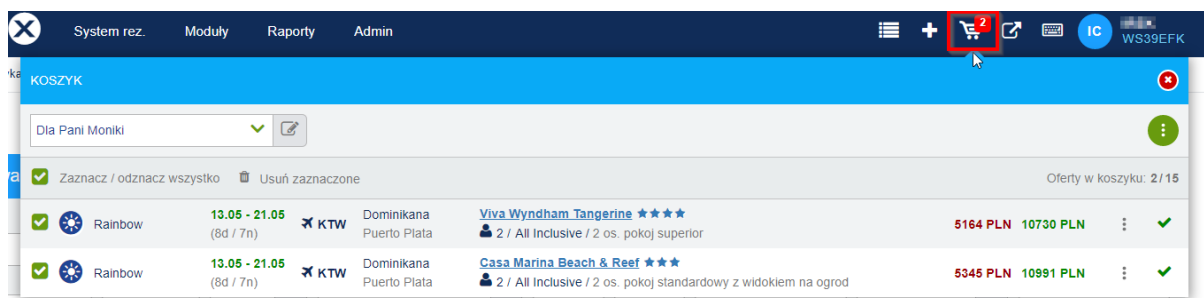 X System rez. Moduły Raporty Admin 2 IC WS39EFK
KOSZYK
Dla Pani Moniki
Zaznacz / odznacz wszystko Usuń zaznaczone Oferty w koszyku: 2/15
Rainbow 13.05 - 21.05 KTW Dominikana Viva Wyndham Tangerine 5164 PLN 10730 PLN
(8d / 7n) Puerto Plata 2 / All Inclusive / 2 os. pokoj superior
Rainbow 13.05 - 21.05 KTW Dominikana Casa Marina Beach & Reef 5345 PLN 10991 PLN
(8d / 7n) Puerto Plata 2 / All Inclusive / 2 os. pokoj standardowy z widokiem na ogrod